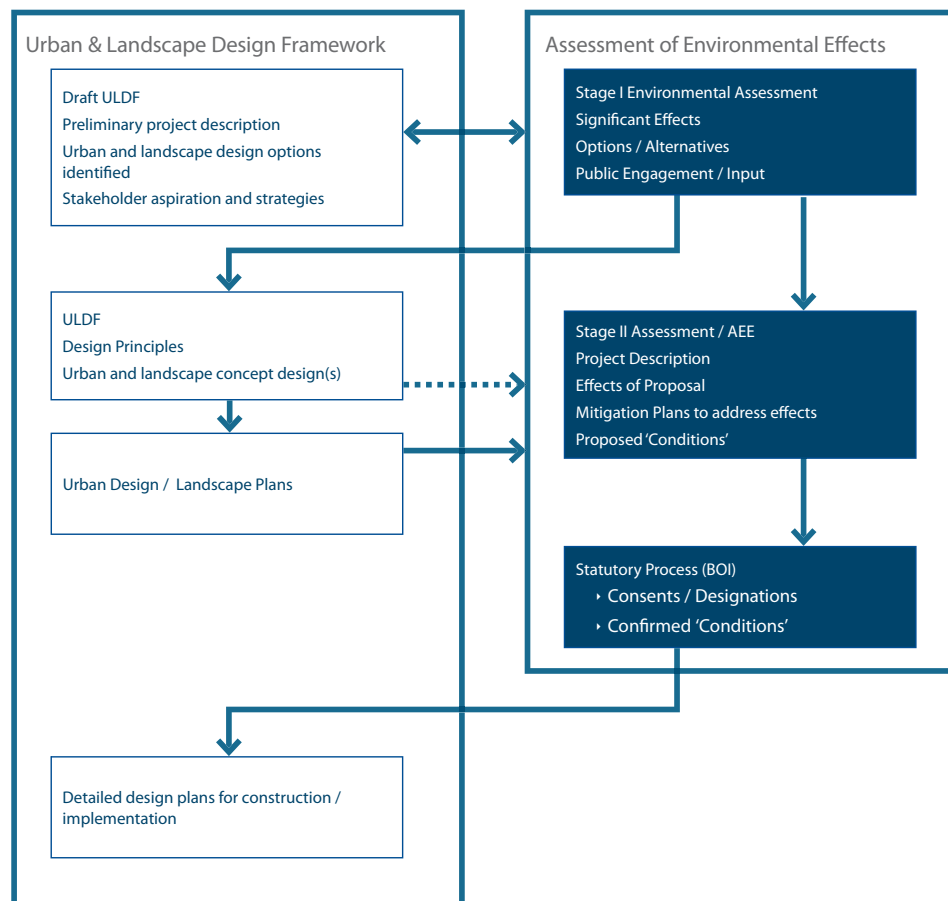 Urban & Landscape Design Framework
Draft ULDF
Preliminary project description
Urban and landscape design options
identified
Stakeholder aspiration and strategies
ULDF
Design Principles
Urban and landscape concept design(s)
Urban Design / Landscape Plans
Detailed design plans for construction /
implementation
Assessment of Environmental Effects
Stage I Environmental Assessment
Significant Effects
Options / Alternatives
Public Engagement / Input
Stage II Assessment / AEE
Project Description
Effects of Proposal
Mitigation Plans to address effects
Proposed ‘Conditions’
Statutory Process (BOI)
‣ Consents / Designations
‣ Confirmed ‘Conditions’